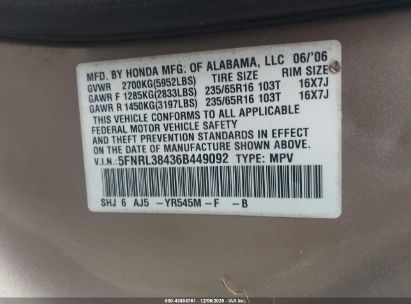 MFD. BY HONDA MFG. OF ALABAMA, LLC 06/'06
GVWR 2700KG(5952LBS) TIRE SIZE RIM SIZE
GAWR F 1285KG(2833LBS) 235/65R16 103T 16X7J
GAWR R 1450KG(3197LBS) 235/65R16 103T 16X7J
THIS VEHICLE CONFORMS TO ALL APPLICABLE
FEDERAL MOTOR VEHICLE SAFETY STANDARDS
AND THEFT PREVENTION STANDARDS IN EFFECT
ON THE DATE OF MANUFACTURE SHOWN ABOVE.
V.I.N.: 5FNRL38436B449092 TYPE: MPV
SHJ 6 AJ5 -YR545M-F -B